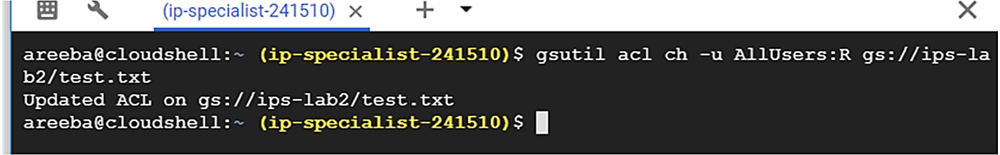 (ip-specialist-241510)
areeba@cloudshell:~ (ip-specialist-241510)$ gsutil acl ch -u AllUsers:R gs://ips-la
b2/test.txt
Updated ACL on gs://ips-lab2/test.txt
areeba@cloudshell:~ (ip-specialist-241510)$